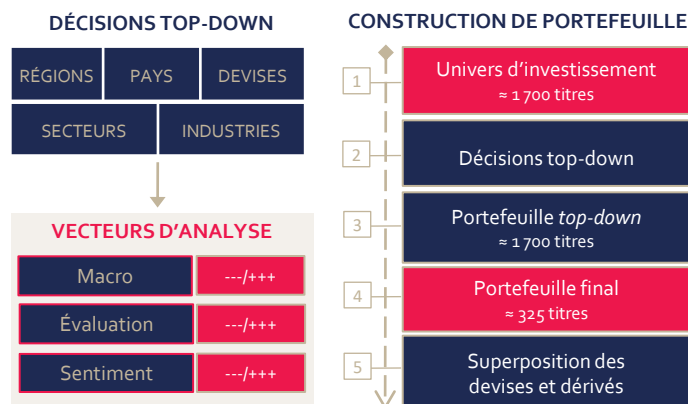 DÉCISIONS TOP-DOWN
RÉGIONS
PAYS
DEVISES
SECTEURS
INDUSTRIES
VECTEURS D'ANALYSE
Macro
---/+++
Évaluation
---/+++
Sentiment
---/+++
CONSTRUCTION DE PORTEFEUILLE
1
Univers d'investissement
≈ 1 700 titres
2
Décisions top-down
3
Portefeuille top-down
≈ 1 700 titres
4
Portefeuille final
≈ 325 titres
5
Superposition des
devises et dérivés